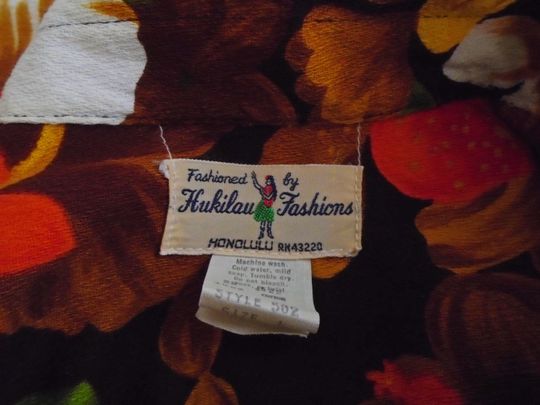 Fashioned by
Hukilau Fashions
HONOLULU RN43220
Machine wash.
Cold water, mild
soap. Tumble dry.
Do not bleach.
STYLE 502
SIZE